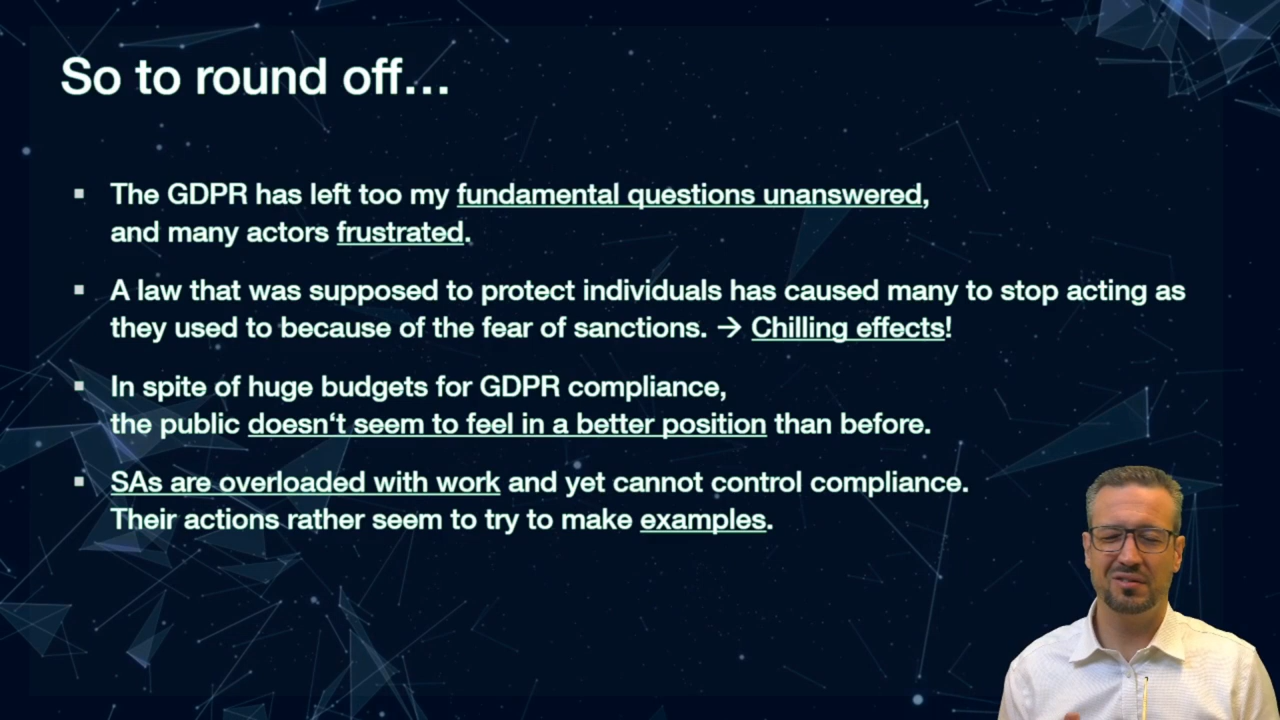 So to round off...
▪ The GDPR has left too my fundamental questions unanswered,
and many actors frustrated.
▪ A law that was supposed to protect individuals has caused many to stop acting as
they used to because of the fear of sanctions. → Chilling effects!
▪ In spite of huge budgets for GDPR compliance,
the public doesn‘t seem to feel in a better position than before.
▪ SAs are overloaded with work and yet cannot control compliance.
Their actions rather seem to try to make examples.